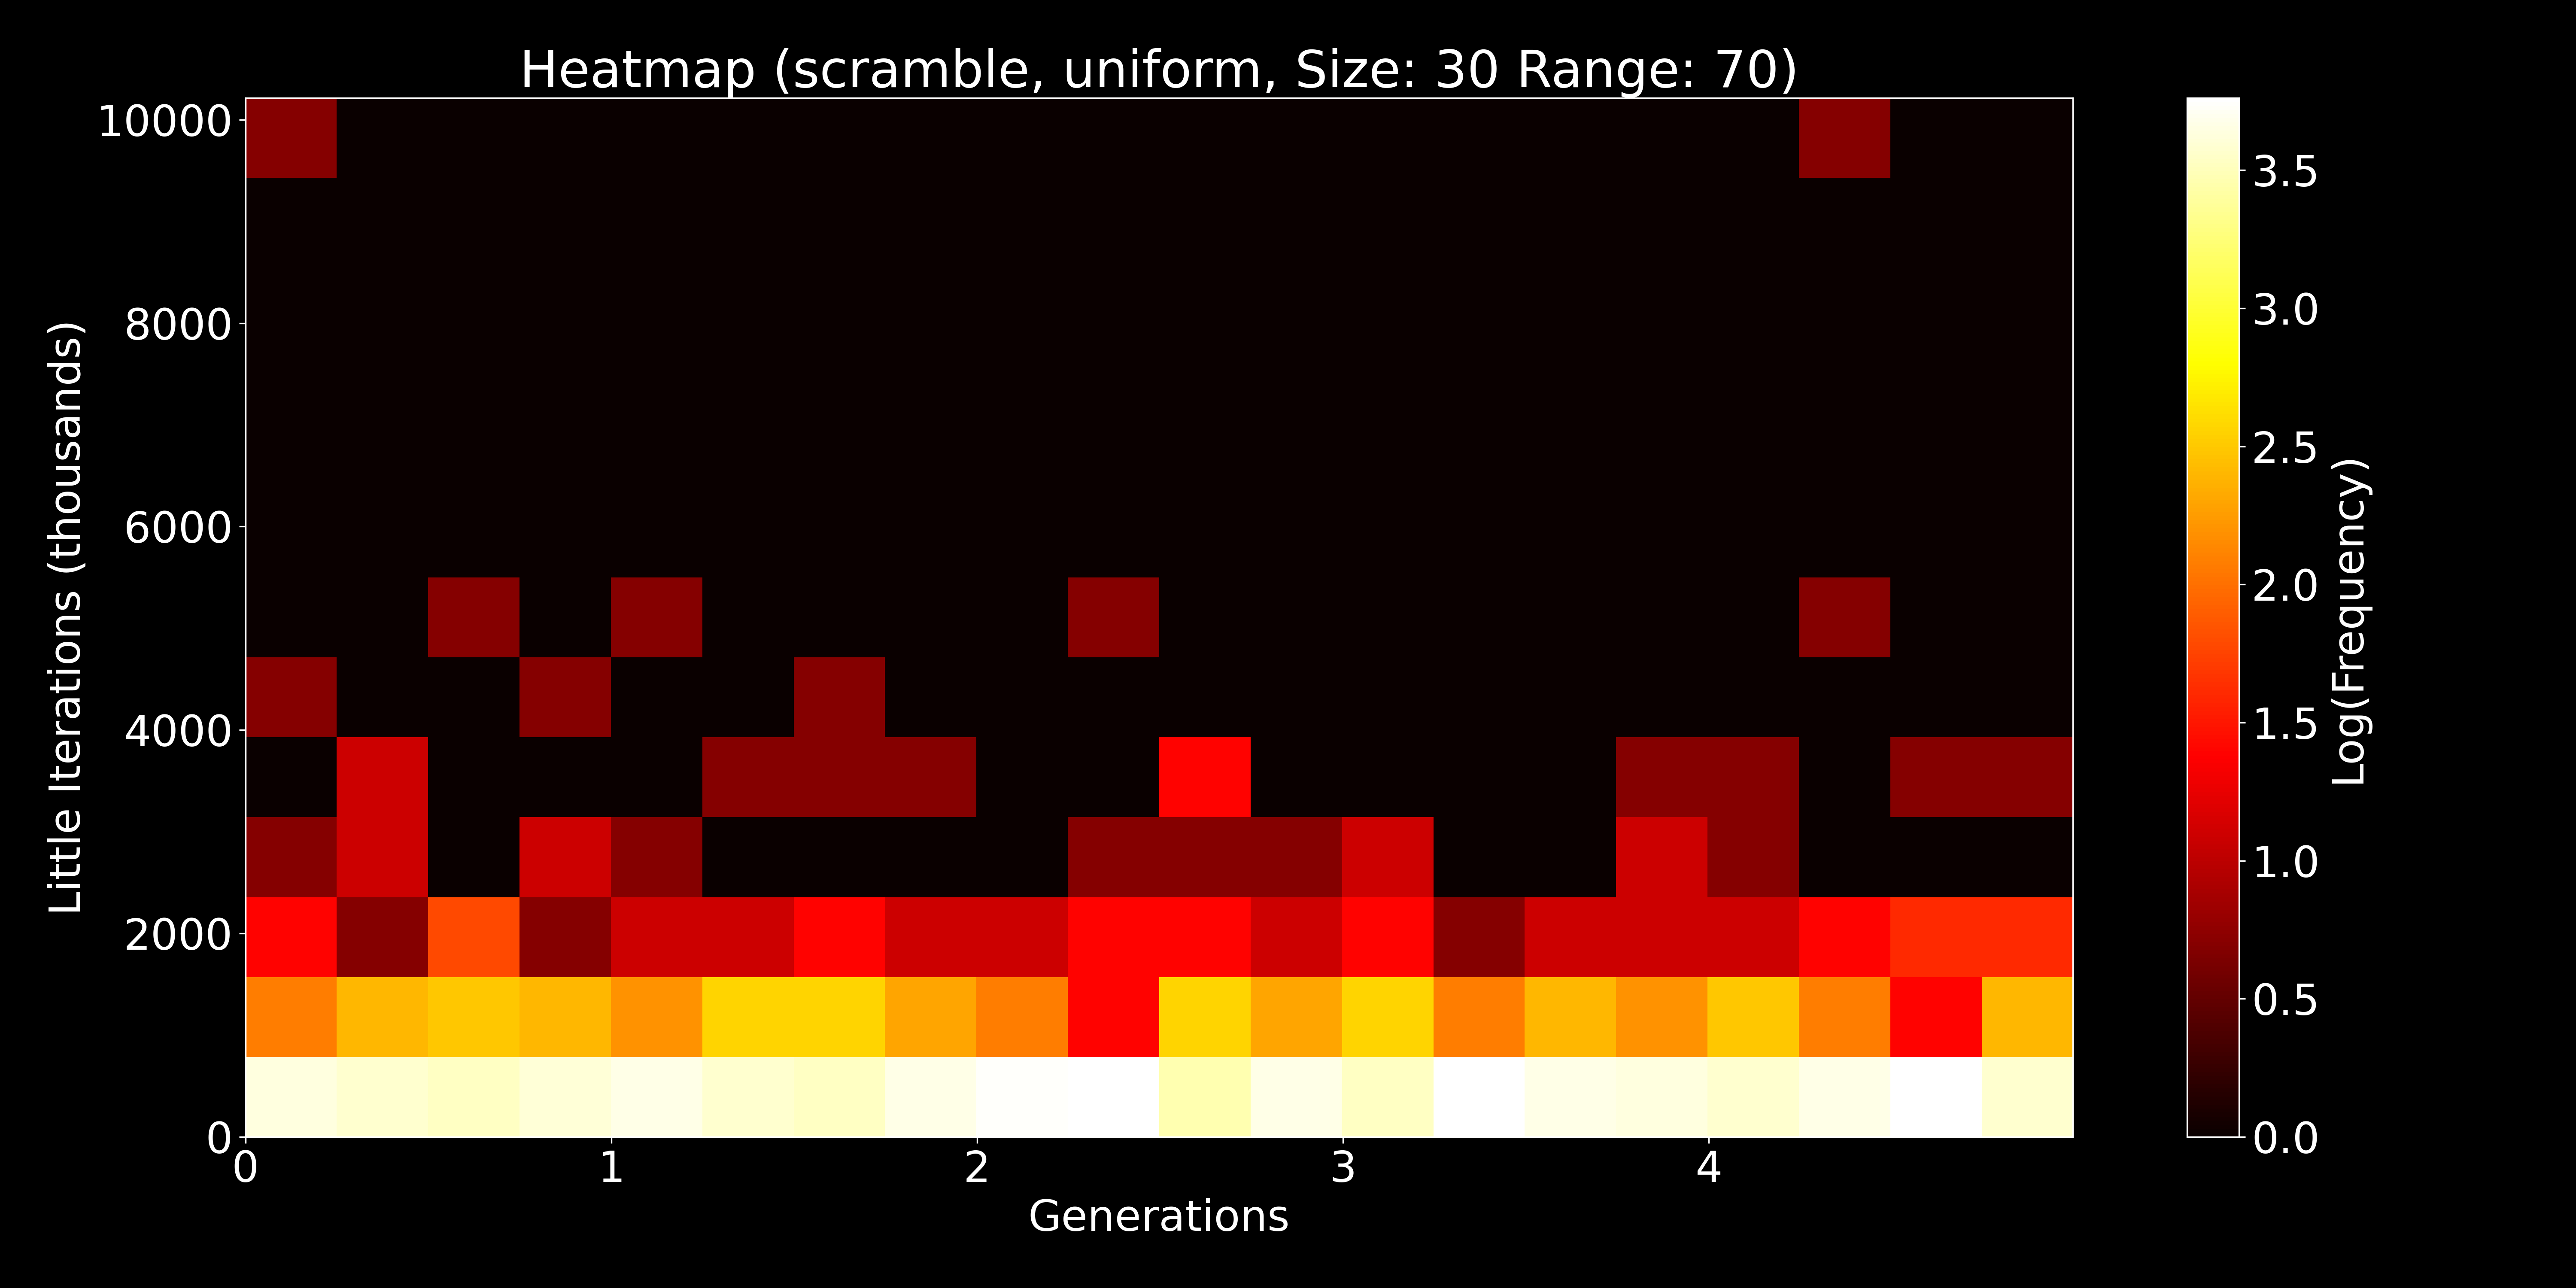 Heatmap (scramble, uniform, Size: 30 Range: 70)
10000
8000
6000
4000
2000
0
Little Iterations (thousands)
0 1 2 3 4
Generations
3.5
3.0
2.5
2.0
1.5
1.0
0.5
0.0
Log(Frequency)